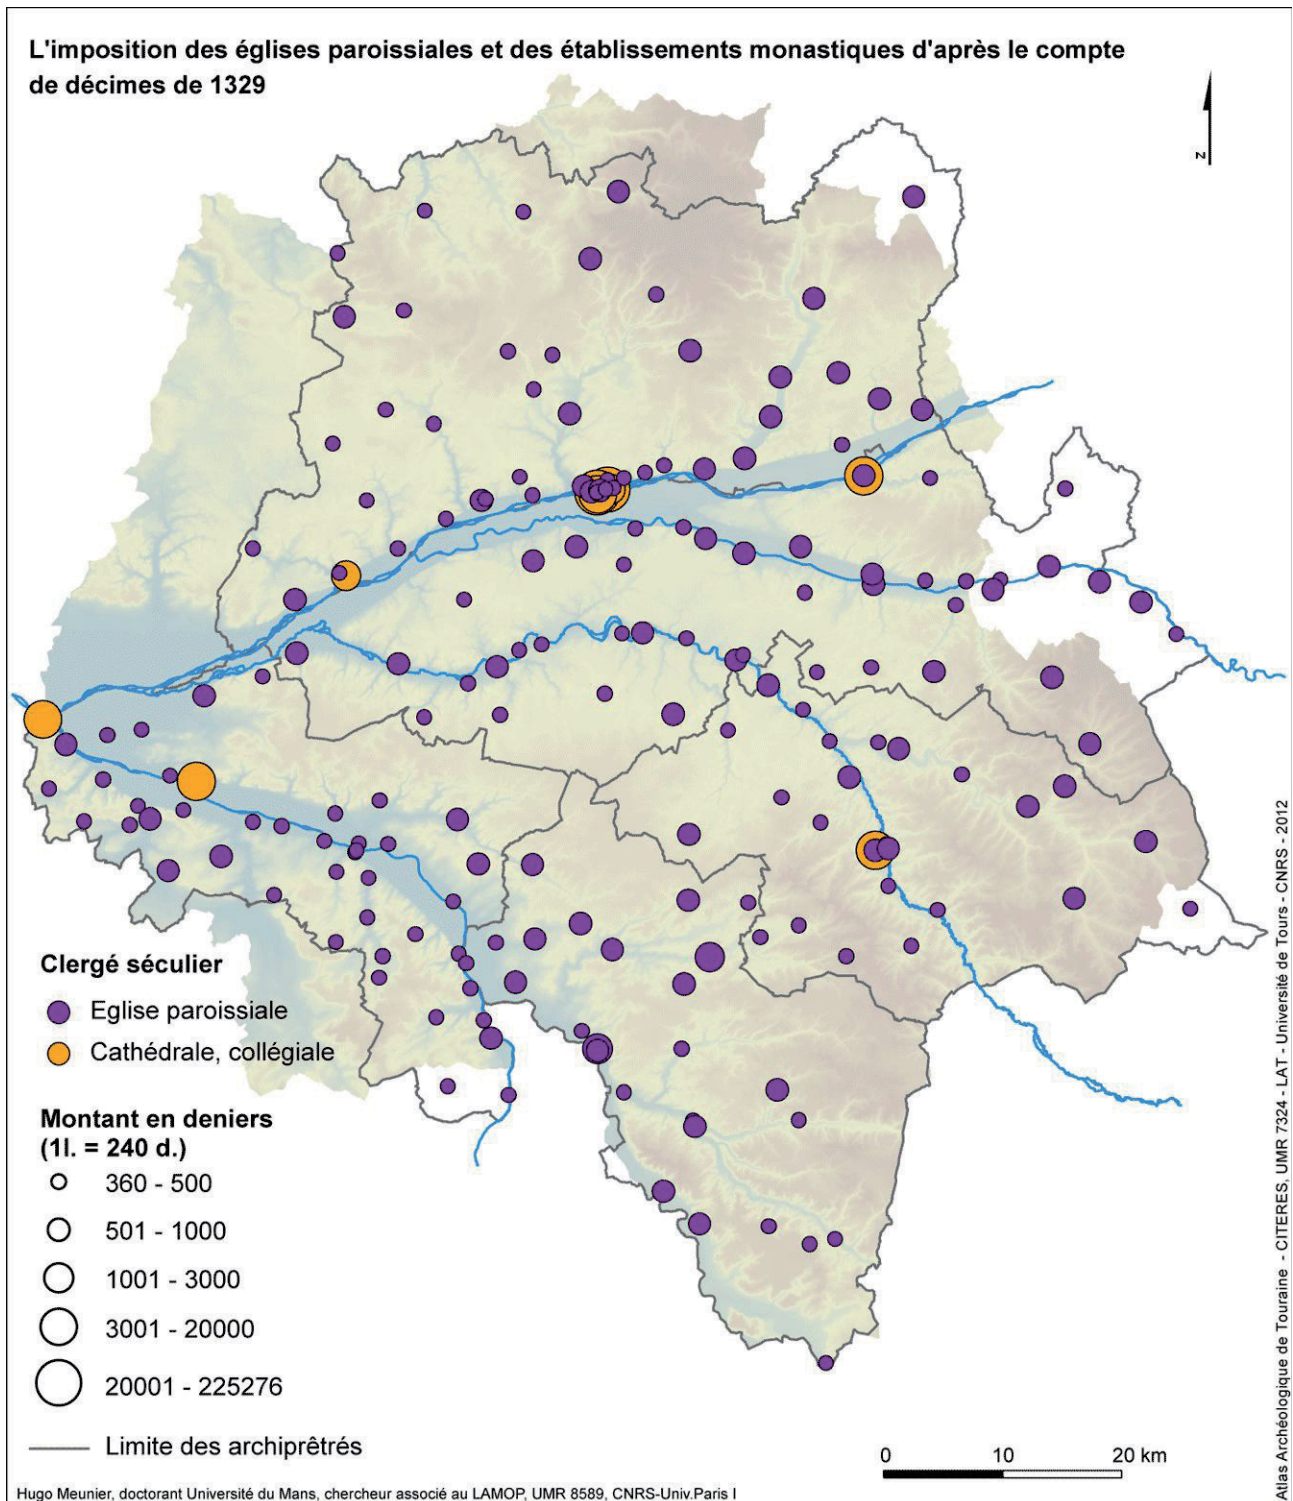 L'imposition des églises paroissiales et des établissements monastiques d'après le compte
de décimes de 1329
z
Clergé séculier
Eglise paroissiale
Cathédrale, collégiale
Montant en deniers
(1l. = 240 d.)
360 - 500
501 - 1000
1001 - 3000
3001 - 20000
20001 - 225276
Limite des archiprêtrés
0 10 20 km
Hugo Meunier, doctorant Université du Mans, chercheur associé au LAMOP, UMR 8589, CNRS-Univ.Paris I
Atlas Archéologique de Touraine - CITERES, UMR 7324 - LAT - Université de Tours - CNRS - 2012